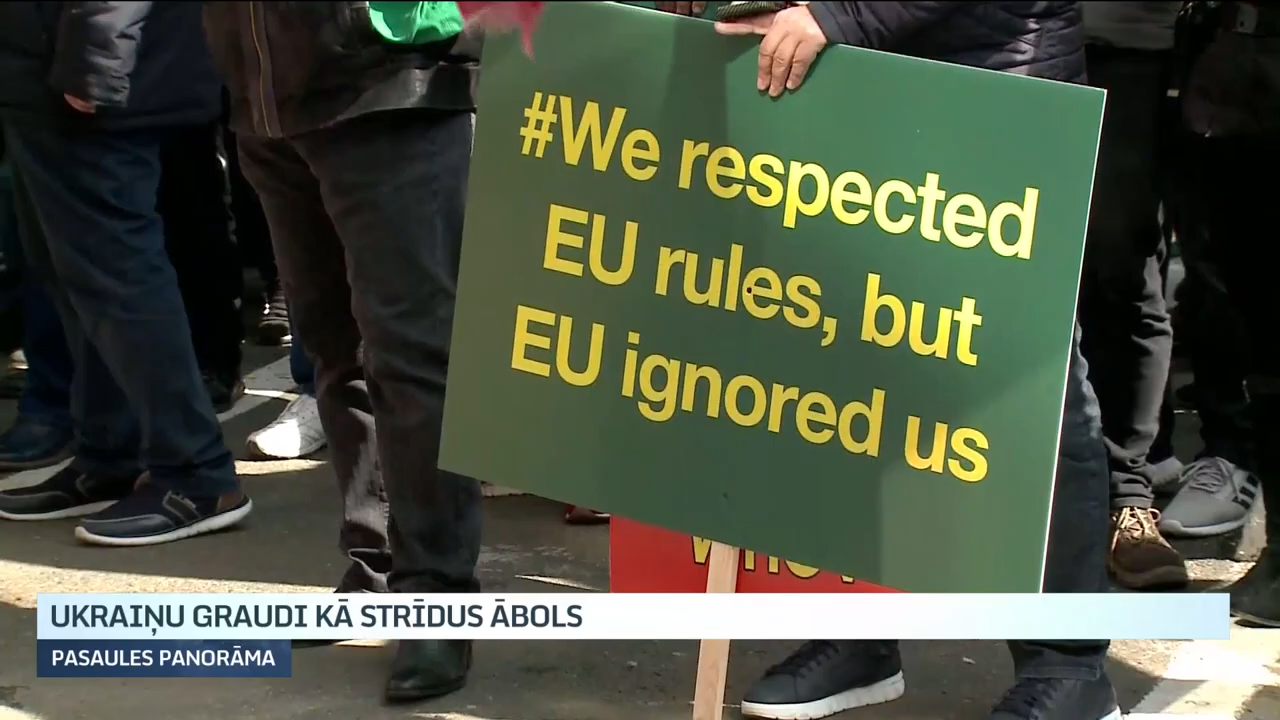 #We respected
EU rules, but
EU ignored us
UKRAIŅU GRAUDI KĀ STRĪDUS ĀBOLS
PASAULES PANORĀMA